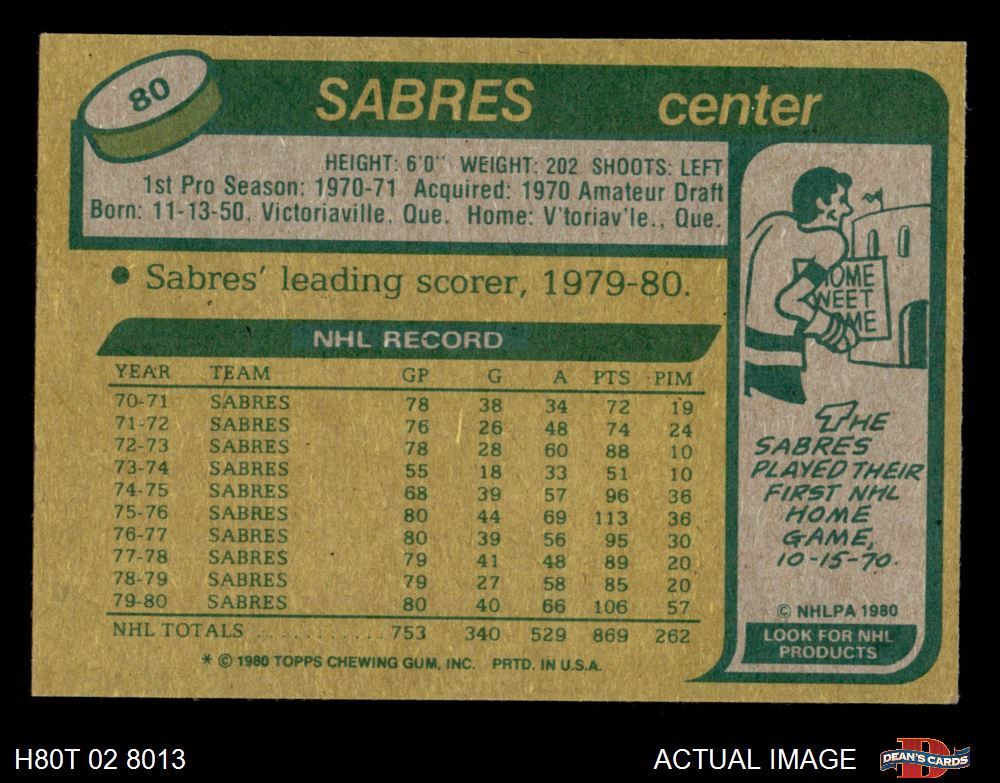 80
SABRES center
HEIGHT: 6'0" WEIGHT: 202 SHOOTS: LEFT
1st Pro Season: 1970-71 Acquired: 1970 Amateur Draft
Born: 11-13-50, Victoriaville, Que. Home: V'toriav'le., Que.
• Sabres' leading scorer, 1979-80.
NHL RECORD
YEAR TEAM GP G A PTS PIM
70-71 SABRES 78 38 34 72 19
71-72 SABRES 76 26 48 74 24
72-73 SABRES 78 28 60 88 10
73-74 SABRES 55 18 33 51 10
74-75 SABRES 68 39 57 96 36
75-76 SABRES 80 44 69 113 36
76-77 SABRES 80 39 56 95 30
77-78 SABRES 79 41 48 89 20
78-79 SABRES 79 27 58 85 20
79-80 SABRES 80 40 66 106 57
NHL TOTALS ............ 753 340 529 869 262
* © 1980 TOPPS CHEWING GUM, INC. PRTD. IN U.S.A.
OME
WEET
ME
THE
SABRES
PLAYED THEIR
FIRST NHL
HOME
GAME,
10-15-70.
© NHLPA 1980
LOOK FOR NHL
PRODUCTS
H80T 02 8013
ACTUAL IMAGE
D
DEAN'S CARDS